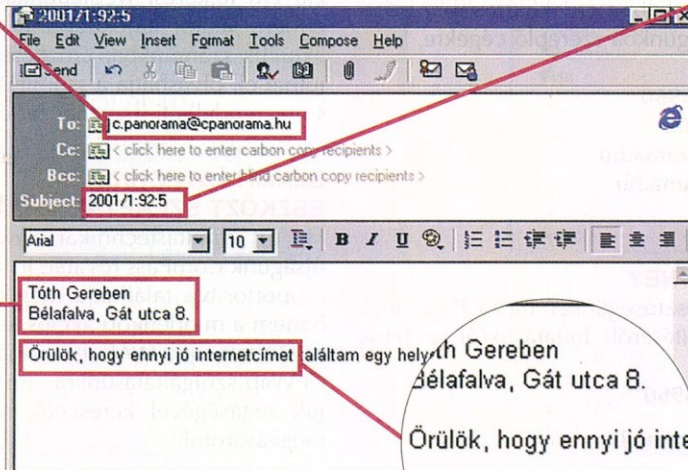 2001/1:92:5
File Edit View Insert Format Tools Compose Help
Send
To: c.panorama@cpanorama.hu
Cc: < click here to enter carbon copy recipients >
Bcc: < click here to enter blind carbon copy recipients >
Subject: 2001/1:92:5
Arial 10 B I U
Tóth Gereben
Bélafalva, Gát utca 8.
Örülök, hogy ennyi jó internetcímet találtam egy hely
th Gereben
Bélafalva, Gát utca 8.
Örülök, hogy ennyi jó inte